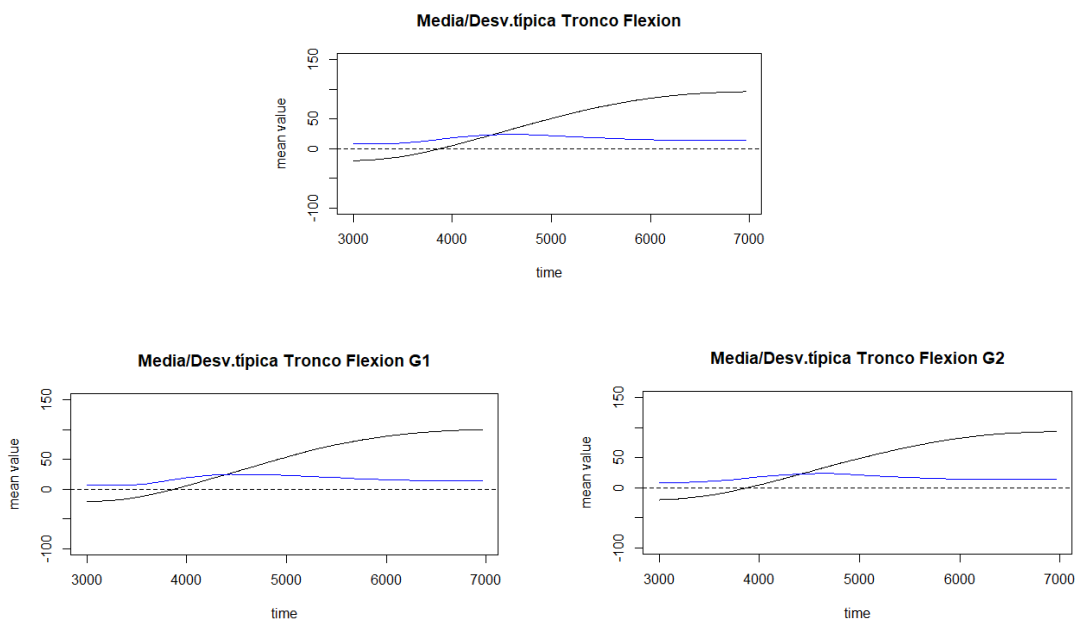 Media/Desv.típica Tronco Flexion
150
50
0
-100
mean value
3000 4000 5000 6000 7000
time
Media/Desv.típica Tronco Flexion G1
150
50
0
-100
mean value
3000 4000 5000 6000 7000
time
Media/Desv.típica Tronco Flexion G2
150
50
0
-100
mean value
3000 4000 5000 6000 7000
time